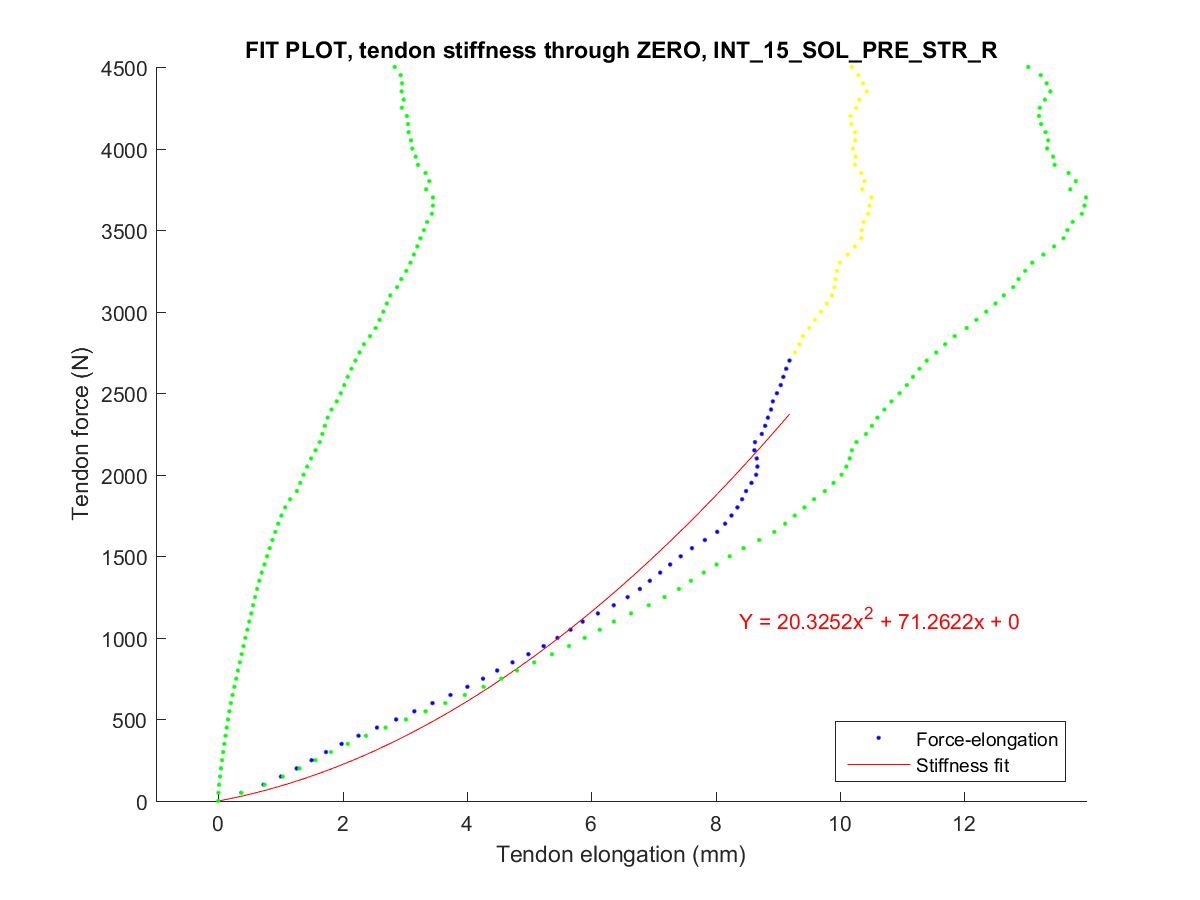 FIT PLOT, tendon stiffness through ZERO, INT_15_SOL_PRE_STR_R
4500
4000
3500
3000
2500
2000
1500
1000
500
0
Tendon force (N)
Y = 20.3252x² + 71.2622x + 0
Force-elongation
Stiffness fit
0 2 4 6 8 10 12
Tendon elongation (mm)